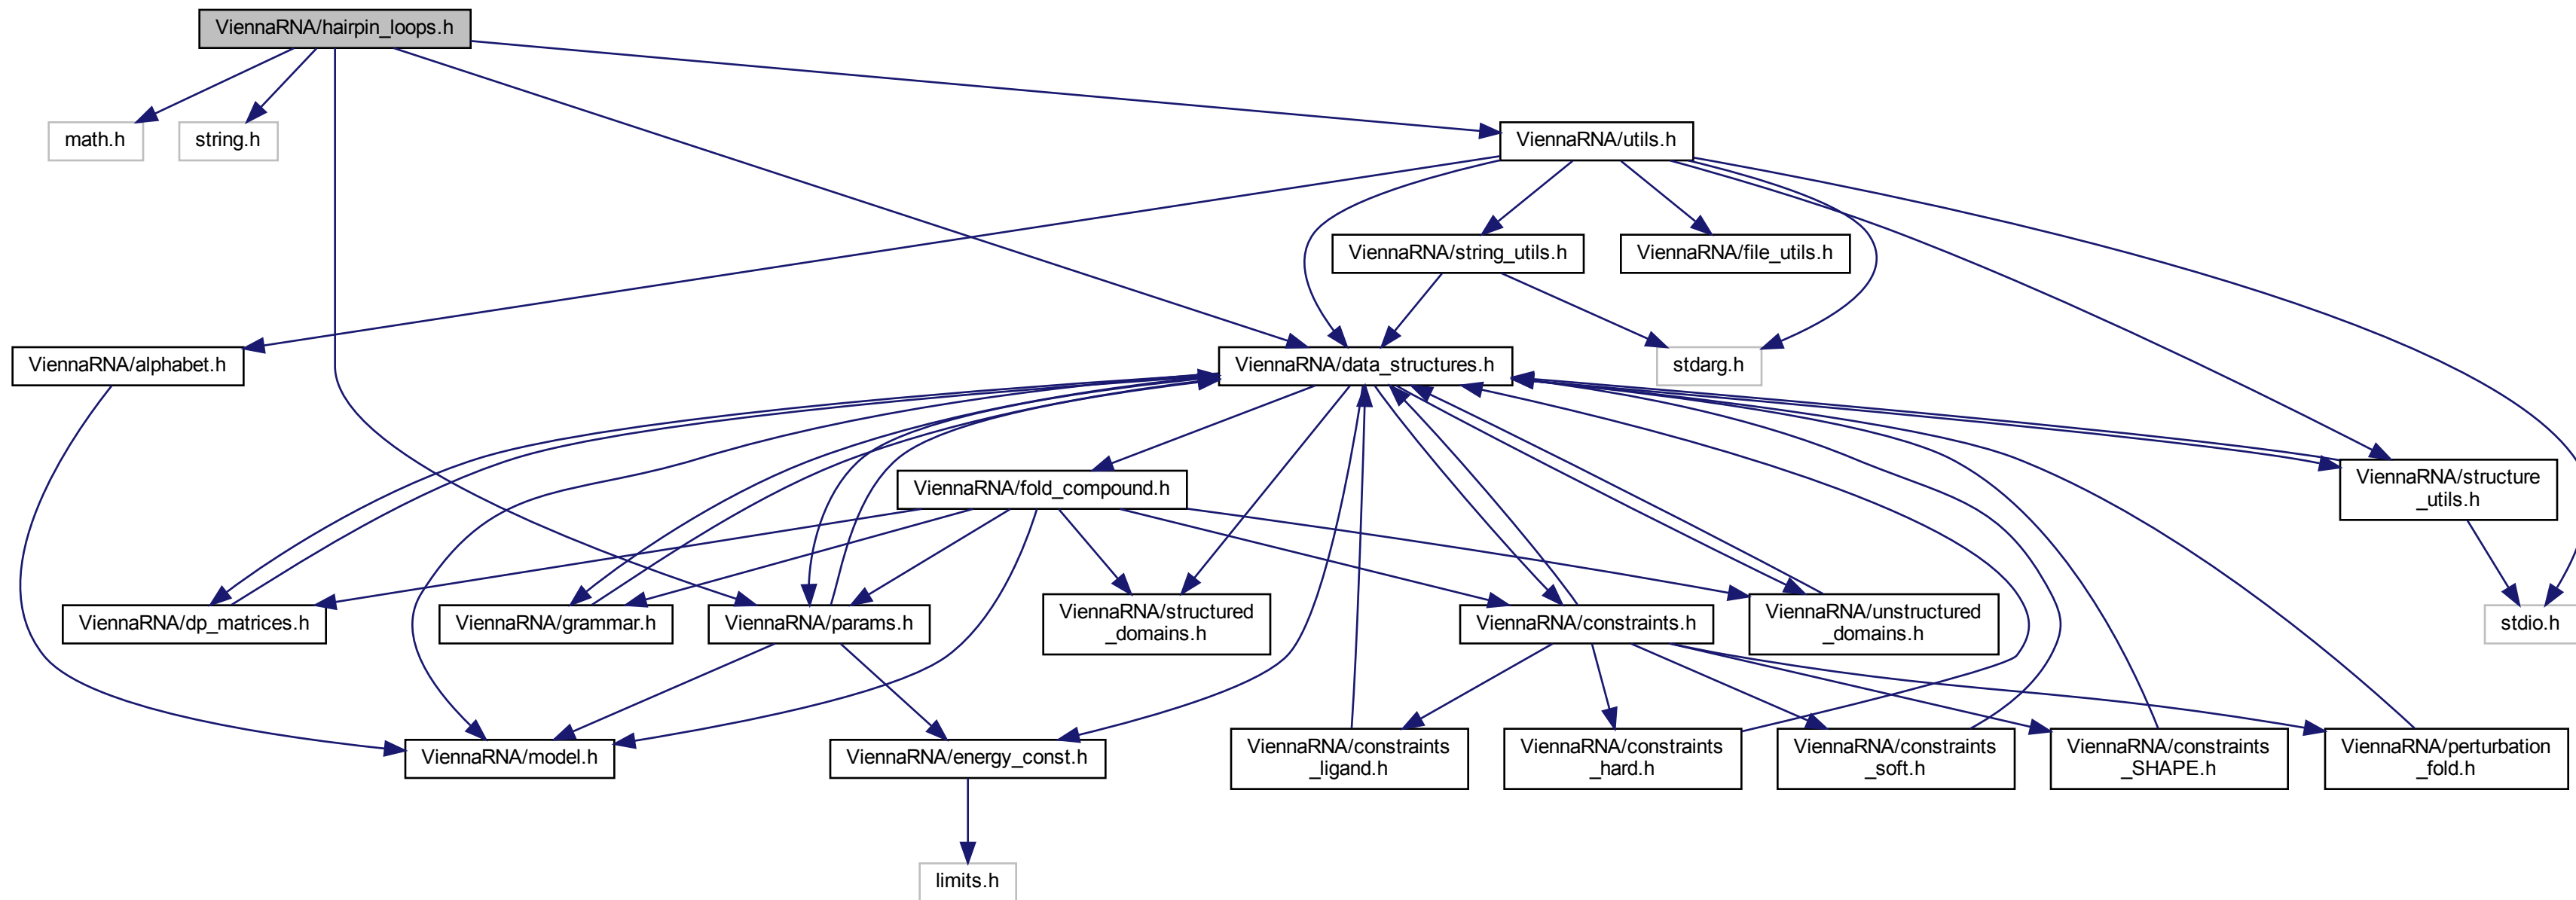 ViennaRNA/hairpin_loops.h
math.h
string.h
ViennaRNA/utils.h
ViennaRNA/string_utils.h
ViennaRNA/file_utils.h
ViennaRNA/alphabet.h
ViennaRNA/data_structures.h
stdarg.h
ViennaRNA/fold_compound.h
ViennaRNA/structure
_utils.h
ViennaRNA/dp_matrices.h
ViennaRNA/grammar.h
ViennaRNA/params.h
ViennaRNA/structured
_domains.h
ViennaRNA/constraints.h
ViennaRNA/unstructured
_domains.h
stdio.h
ViennaRNA/model.h
ViennaRNA/energy_const.h
ViennaRNA/constraints
_ligand.h
ViennaRNA/constraints
_hard.h
ViennaRNA/constraints
_soft.h
ViennaRNA/constraints
_SHAPE.h
ViennaRNA/perturbation
_fold.h
limits.h